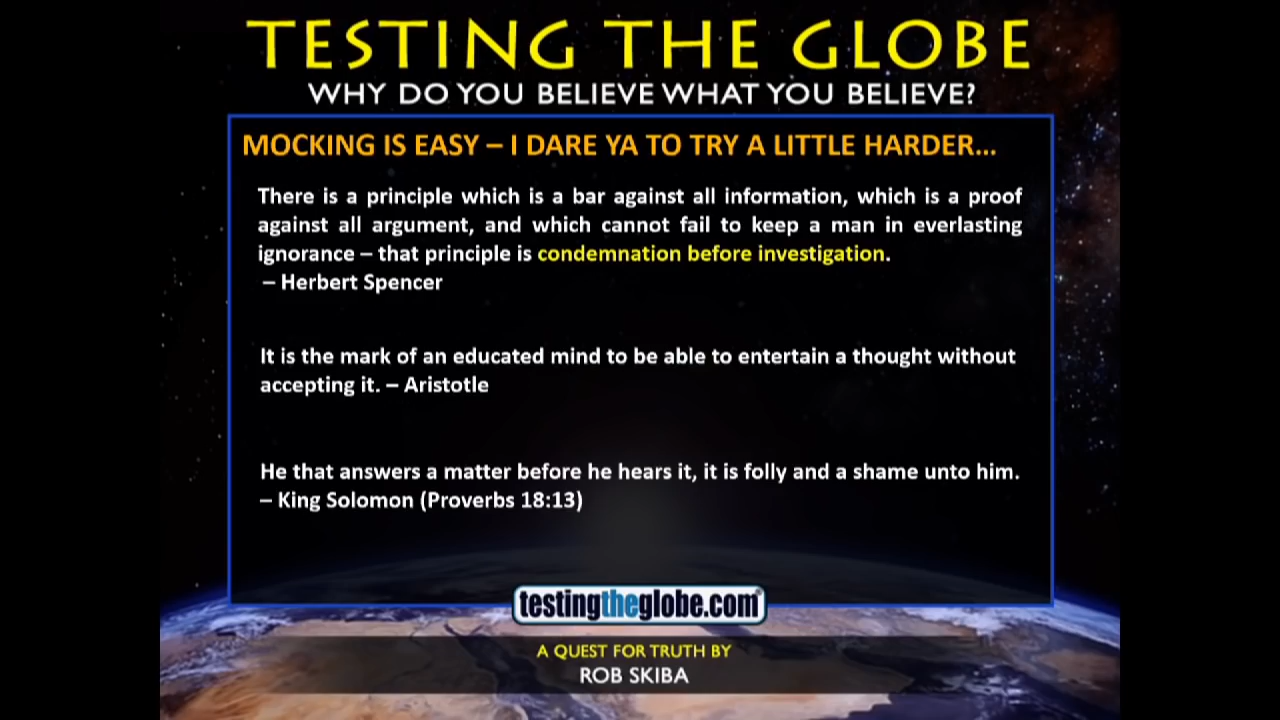 TESTING THE GLOBE
WHY DO YOU BELIEVE WHAT YOU BELIEVE?
MOCKING IS EASY – I DARE YA TO TRY A LITTLE HARDER...
There is a principle which is a bar against all information, which is a proof
against all argument, and which cannot fail to keep a man in everlasting
ignorance – that principle is condemnation before investigation.
– Herbert Spencer
It is the mark of an educated mind to be able to entertain a thought without
accepting it. – Aristotle
He that answers a matter before he hears it, it is folly and a shame unto him.
– King Solomon (Proverbs 18:13)
testingtheglobe.com
A QUEST FOR TRUTH BY
ROB SKIBA